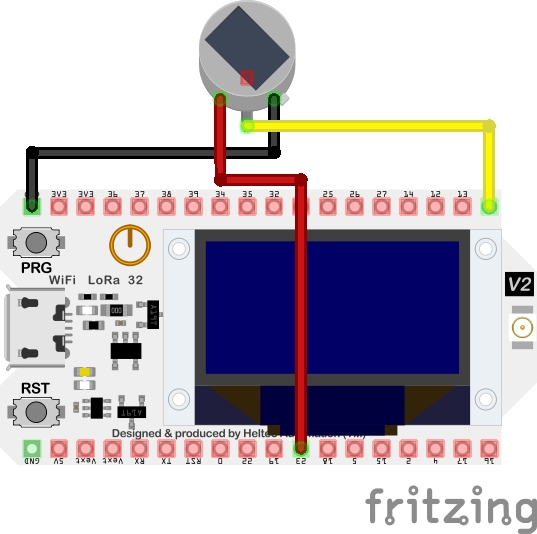 3V3 3V3 36 37 38 39 34 35 32 25 26 27 14 12 13
PRG
WiFi LoRa 32
V2
RST
Designed & produced by Heltec
GND 5V Vext Vext RX TX RST 0 22 19 23 18 5 15 2 4 17 16
fritzing